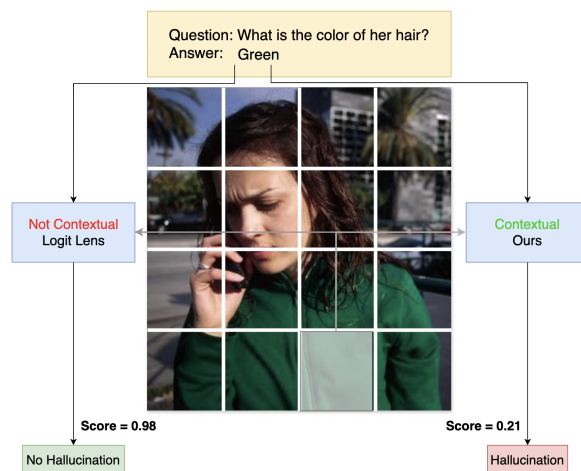 Question: What is the color of her hair?
Answer: Green
Not Contextual
Logit Lens
Contextual
Ours
Score = 0.98
Score = 0.21
No Hallucination
Hallucination